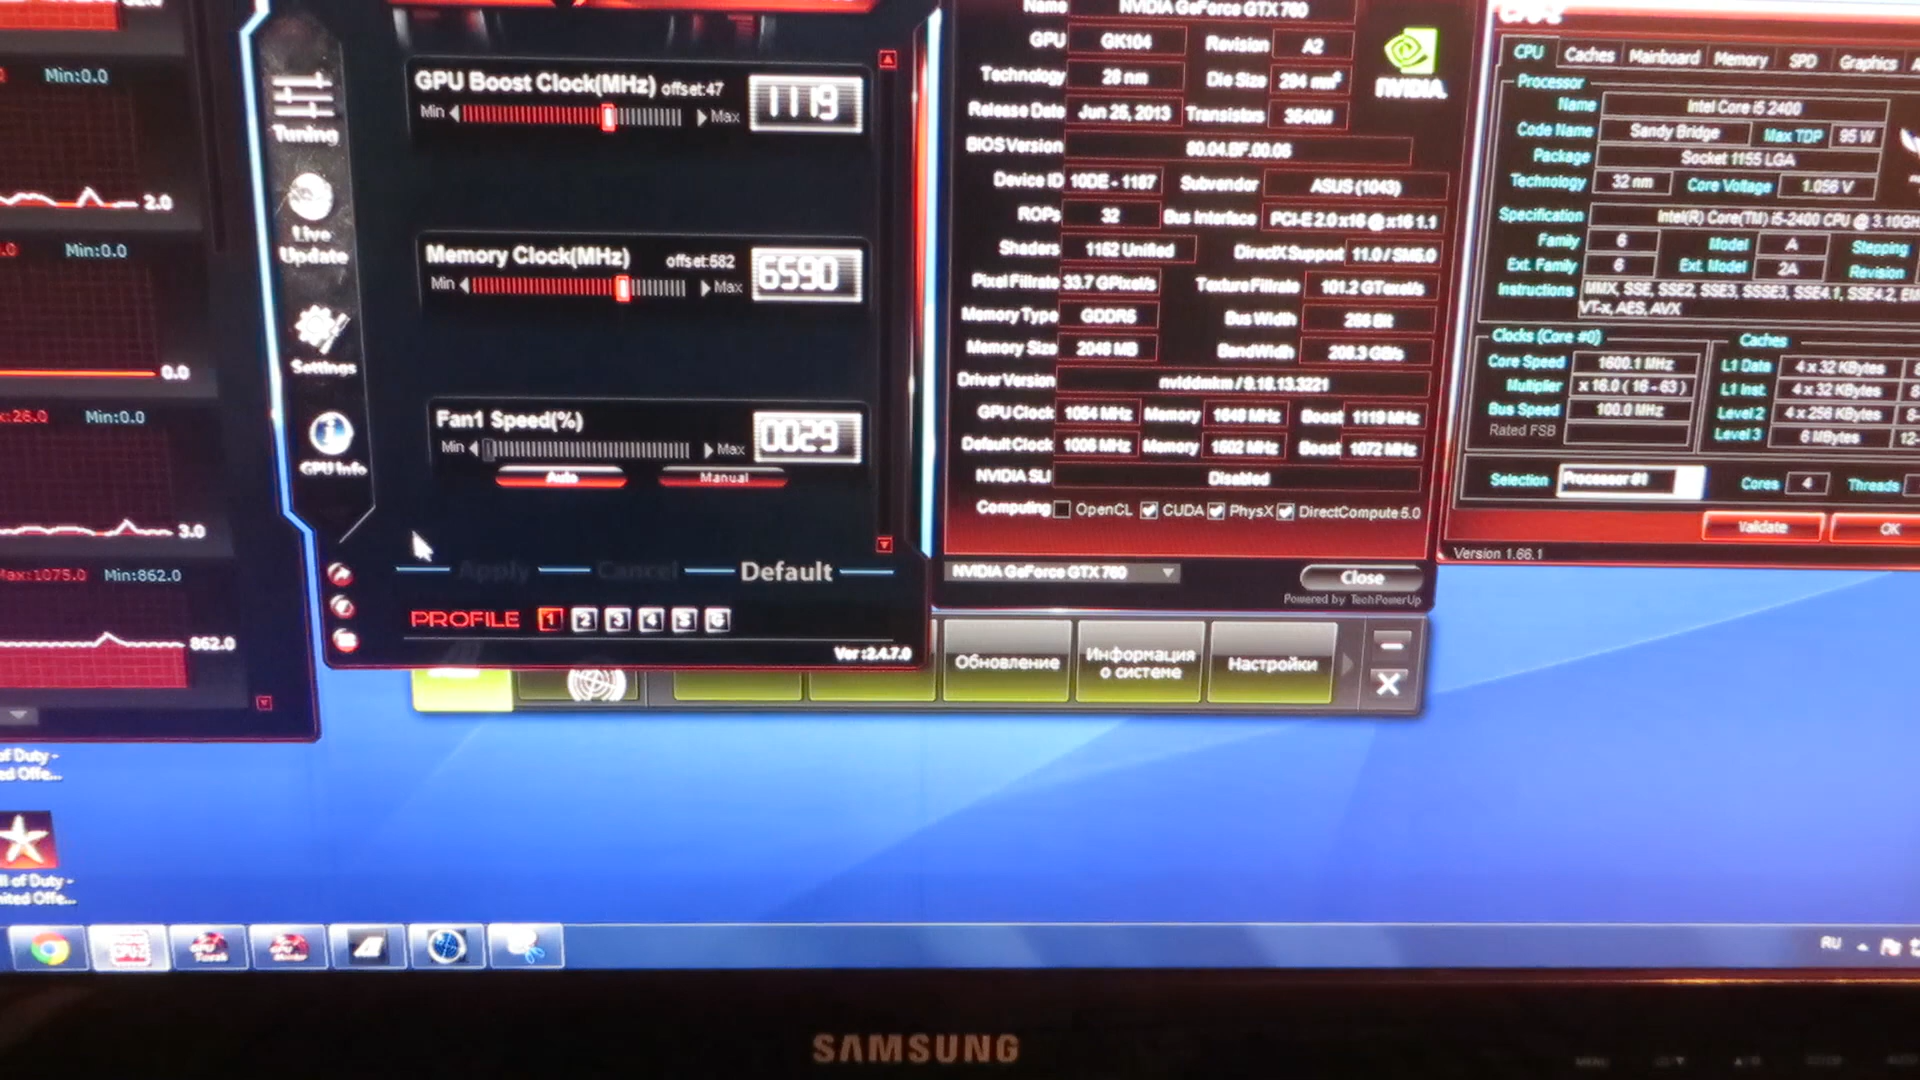 Min:0.0
2.0
Min:0.0
0.0
x:26.0 Min:0.0
3.0
Max:1075.0 Min:862.0
862.0
of Duty -
ed Offe...
ll of Duty -
nited Offe...
Tuning
Live
Update
Settings
GPU Info
GPU Boost Clock(MHz) offset:47
1119
Min Max
Memory Clock(MHz) offset:582
6590
Min Max
Fan1 Speed(%)
0029
Min Max
Auto Manual
Apply Cancel Default
PROFILE 1 2 3 4 S G
Ver :2.4.7.0
Name NVIDIA GeForce GTX 760
GPU GK104 Revision A2
Technology 28 nm Die Size 294 mm²
Release Date Jun 25, 2013 Transistors 3540M
BIOS Version 80.04.BF.00.06
Device ID 10DE - 1187 Subvendor ASUS (1043)
ROPs 32 Bus Interface PCI-E 2.0 x16 @ x16 1.1
Shaders 1152 Unified DirectX Support 11.0 / SM5.0
Pixel Fillrate 33.7 GPixel/s Texture Fillrate 101.2 GTexel/s
Memory Type GDDR5 Bus Width 256 Bit
Memory Size 2048 MB BandWidth 208.3 GB/s
Driver Version nvlddmkm / 9.18.13.3221
GPU Clock 1054 MHz Memory 1648 MHz Boost 1119 MHz
Default Clock 1006 MHz Memory 1502 MHz Boost 1072 MHz
NVIDIA SLI Disabled
Computing OpenCL CUDA PhysX DirectCompute 5.0
NVIDIA GeForce GTX 760 Close
Powered by TechPowerUp
NVIDIA.
Обновление
Информация
о системе
Настройки
CPU-Z
CPU Caches Mainboard Memory SPD Graphics
Processor
Name Intel Core i5 2400
Code Name Sandy Bridge Max TDP 95 W
Package Socket 1155 LGA
Technology 32 nm Core Voltage 1.056 V
Specification Intel(R) Core(TM) i5-2400 CPU @ 3.10GH
Family 6 Model A Stepping
Ext. Family 6 Ext. Model 2A Revision
Instructions MMX, SSE, SSE2, SSE3, SSSE3, SSE4.1, SSE4.2, EM
VT-x, AES, AVX
Clocks (Core #0) Caches
Core Speed 1600.1 MHz L1 Data 4 x 32 KBytes
Multiplier x 16.0 ( 16 - 63 ) L1 Inst. 4 x 32 KBytes
Bus Speed 100.0 MHz Level 2 4 x 256 KBytes
Rated FSB Level 3 6 MBytes
Selection Processor #1 Cores 4 Threads
Validate OK
Version 1.66.1
RU
SAMSUNG